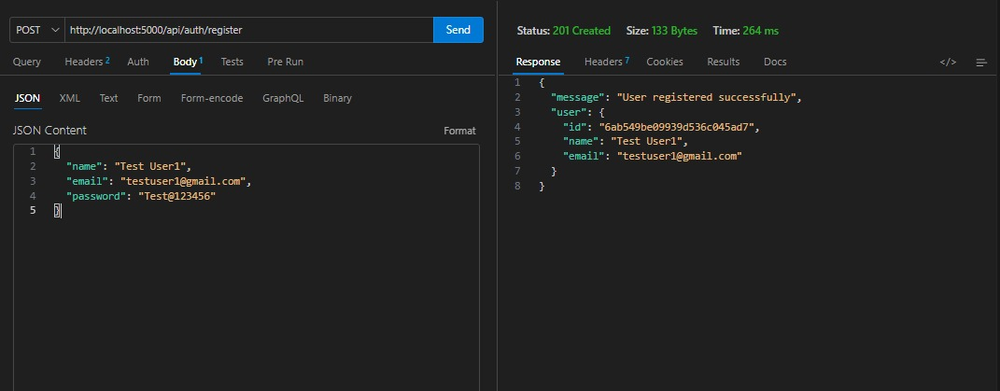 POST http://localhost:5000/api/auth/register Send
Query Headers 2 Auth Body 1 Tests Pre Run
JSON XML Text Form Form-encode GraphQL Binary
JSON Content Format
1 {
2 "name": "Test User1",
3 "email": "testuser1@gmail.com",
4 "password": "Test@123456"
5 }
Status: 201 Created Size: 133 Bytes Time: 264 ms
Response Headers 7 Cookies Results Docs </>
1 {
2 "message": "User registered successfully",
3 "user": {
4 "id": "6ab549be09939d536c045ad7",
5 "name": "Test User1",
6 "email": "testuser1@gmail.com"
7 }
8 }